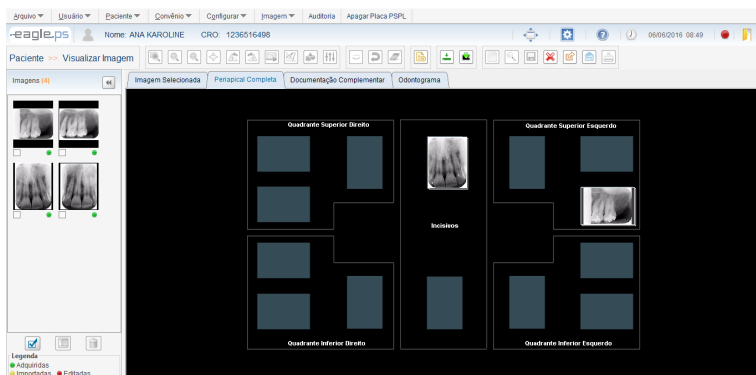 Arquivo Usuário Paciente Convênio Configurar Imagem Auditoria Apagar Placa PSPL
eagle.ps Nome: ANA KAROLINE CRO: 1236516498 06/06/2016 08:49
Paciente >> Visualizar Imagem
Imagens (4)
Imagem Selecionada Periapical Completa Documentação Complementar Odontograma
Quadrante Superior Direito
Quadrante Superior Esquerdo
Incisivos
Quadrante Inferior Direito
Quadrante Inferior Esquerdo
Legenda
Adquiridas
Importadas Editadas